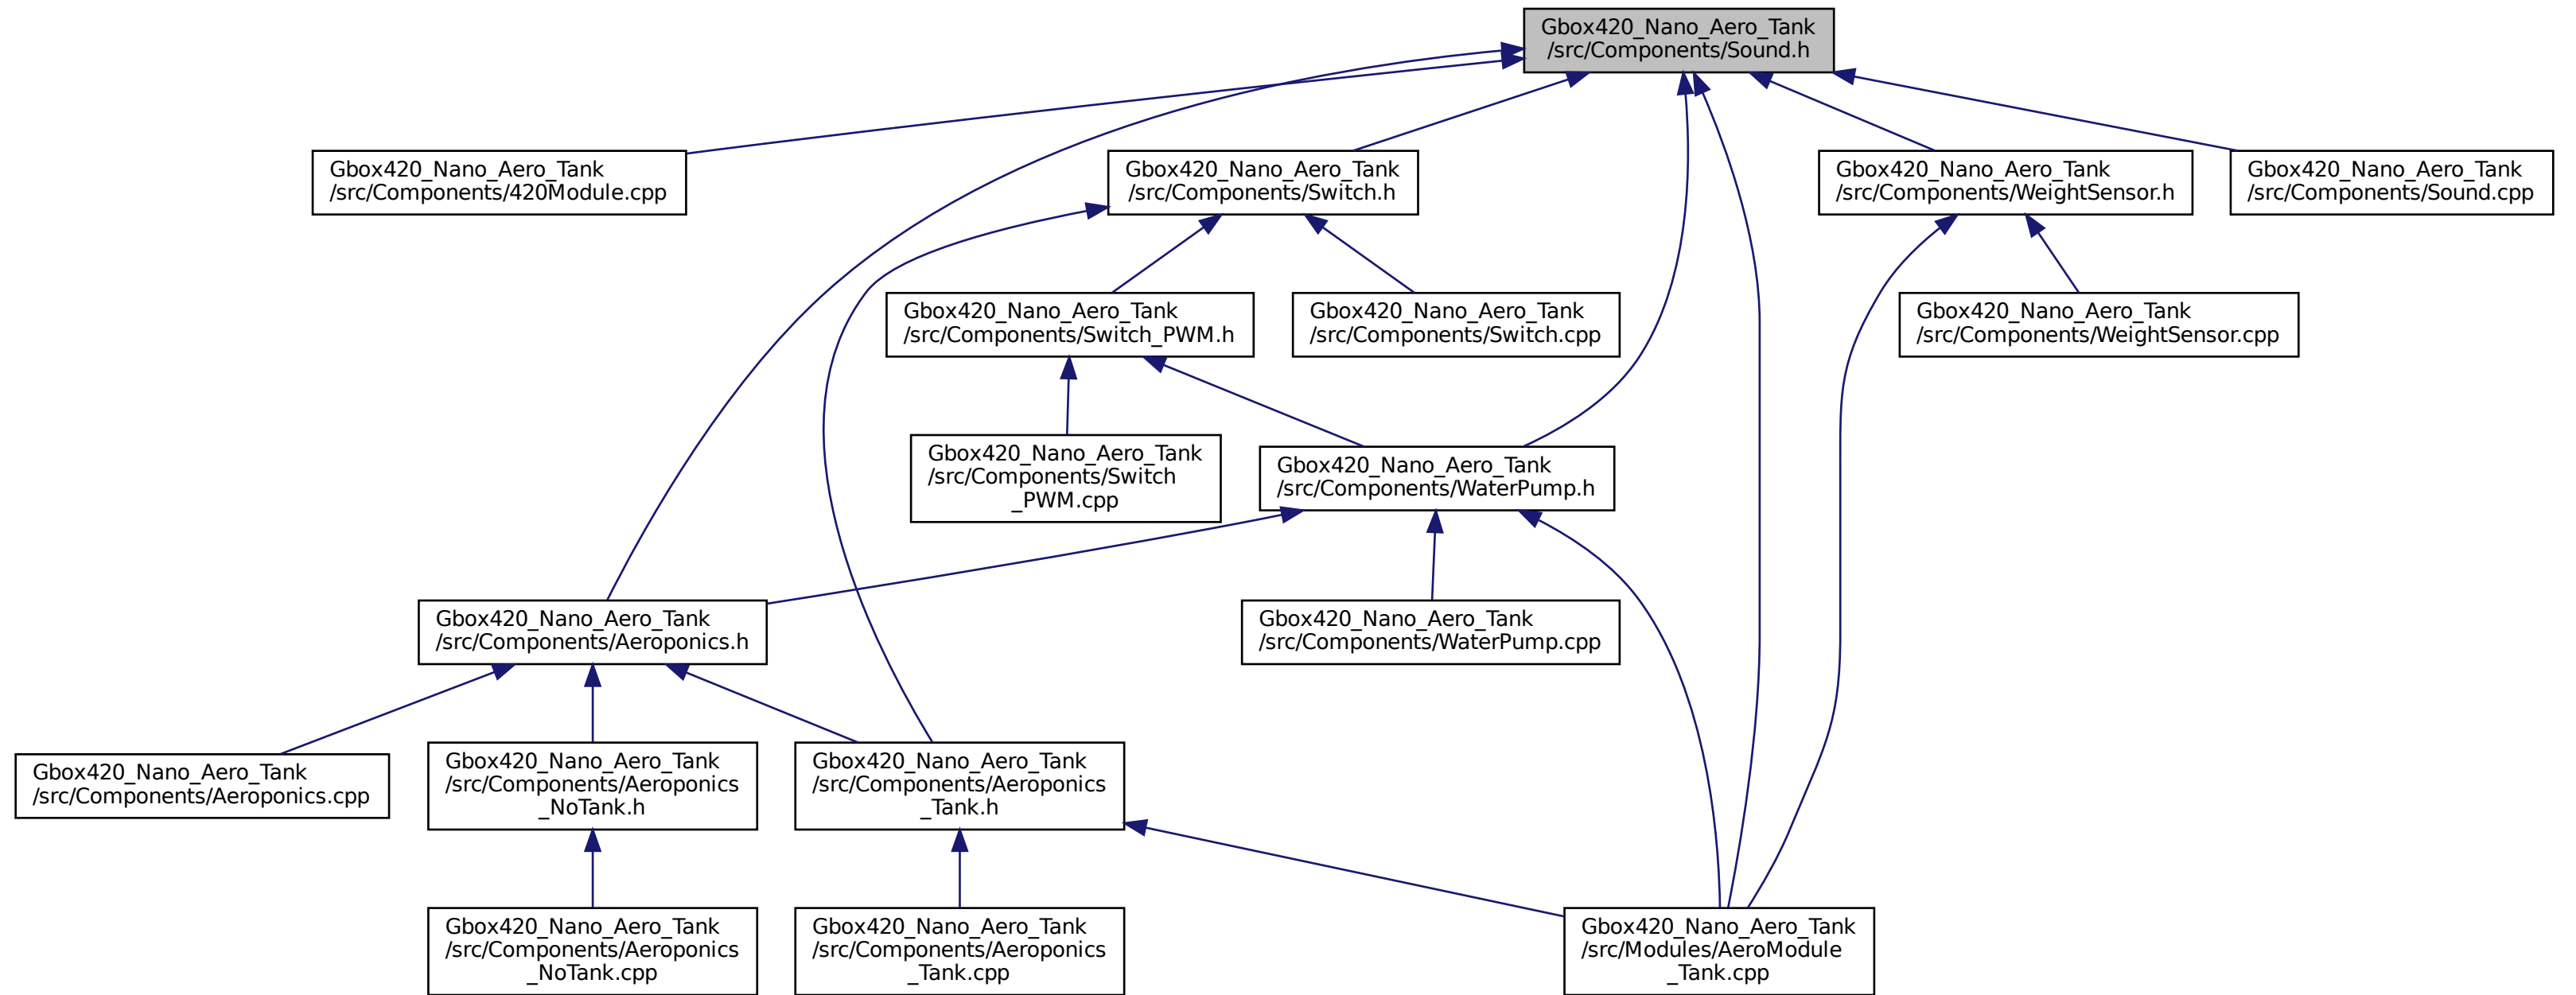 Gbox420_Nano_Aero_Tank
/src/Components/Sound.h
Gbox420_Nano_Aero_Tank
/src/Components/420Module.cpp
Gbox420_Nano_Aero_Tank
/src/Components/Switch.h
Gbox420_Nano_Aero_Tank
/src/Components/WeightSensor.h
Gbox420_Nano_Aero_Tank
/src/Components/Sound.cpp
Gbox420_Nano_Aero_Tank
/src/Components/Switch_PWM.h
Gbox420_Nano_Aero_Tank
/src/Components/Switch.cpp
Gbox420_Nano_Aero_Tank
/src/Components/WeightSensor.cpp
Gbox420_Nano_Aero_Tank
/src/Components/Switch
_PWM.cpp
Gbox420_Nano_Aero_Tank
/src/Components/WaterPump.h
Gbox420_Nano_Aero_Tank
/src/Components/Aeroponics.h
Gbox420_Nano_Aero_Tank
/src/Components/WaterPump.cpp
Gbox420_Nano_Aero_Tank
/src/Components/Aeroponics.cpp
Gbox420_Nano_Aero_Tank
/src/Components/Aeroponics
_NoTank.h
Gbox420_Nano_Aero_Tank
/src/Components/Aeroponics
_Tank.h
Gbox420_Nano_Aero_Tank
/src/Components/Aeroponics
_NoTank.cpp
Gbox420_Nano_Aero_Tank
/src/Components/Aeroponics
_Tank.cpp
Gbox420_Nano_Aero_Tank
/src/Modules/AeroModule
_Tank.cpp